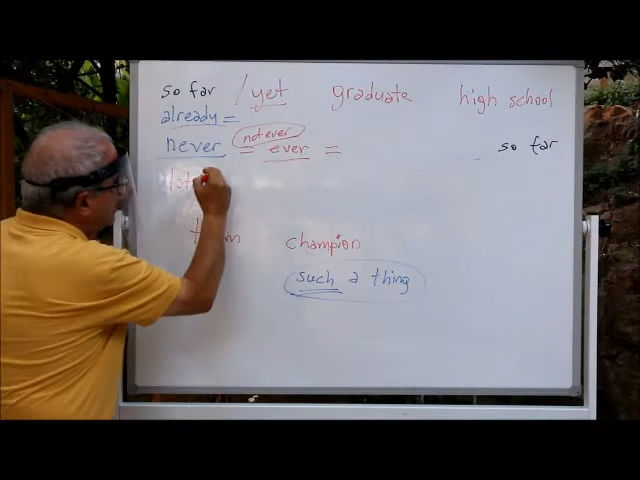 so far / yet graduate high school
already =
never = ever = so far
not ever
champion
such a thing